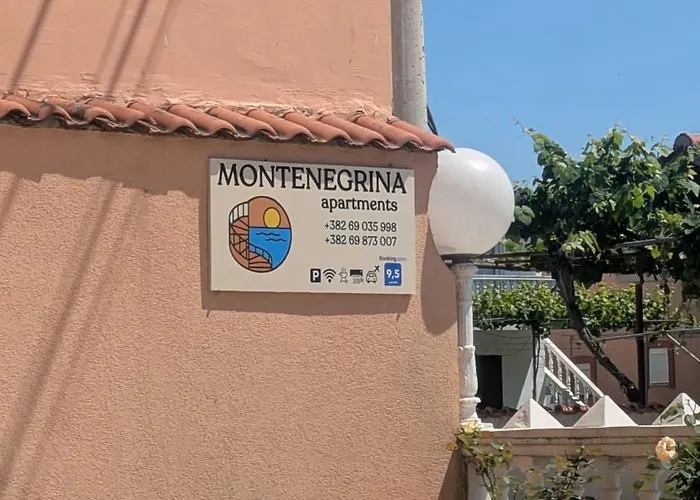 MONTENEGRINA
apartments
+382 69 035 998
+382 69 873 007
Booking.com
P
9,5